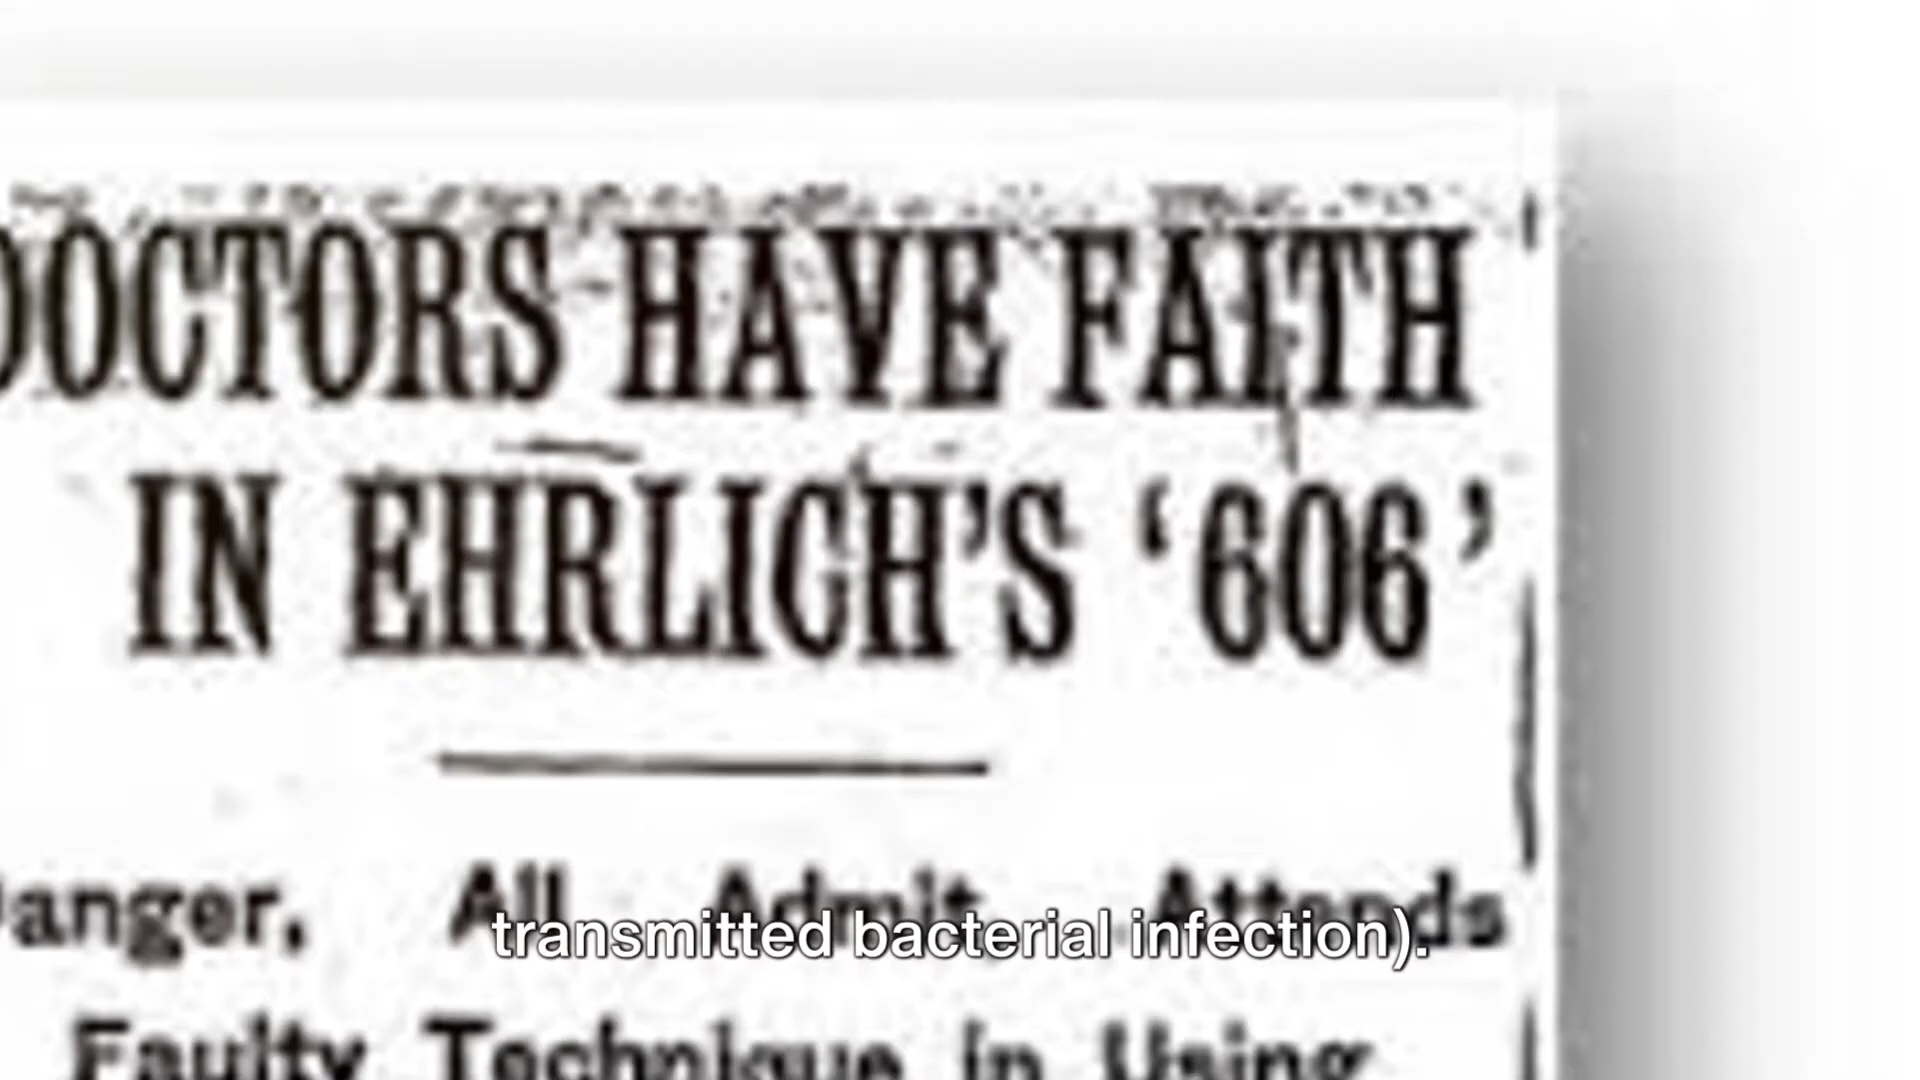 DOCTORS HAVE FAITH
IN EHRLICH'S ‘606’
Danger, All Admit, Attends
transmitted bacterial infection).
Faulty Technique in Using